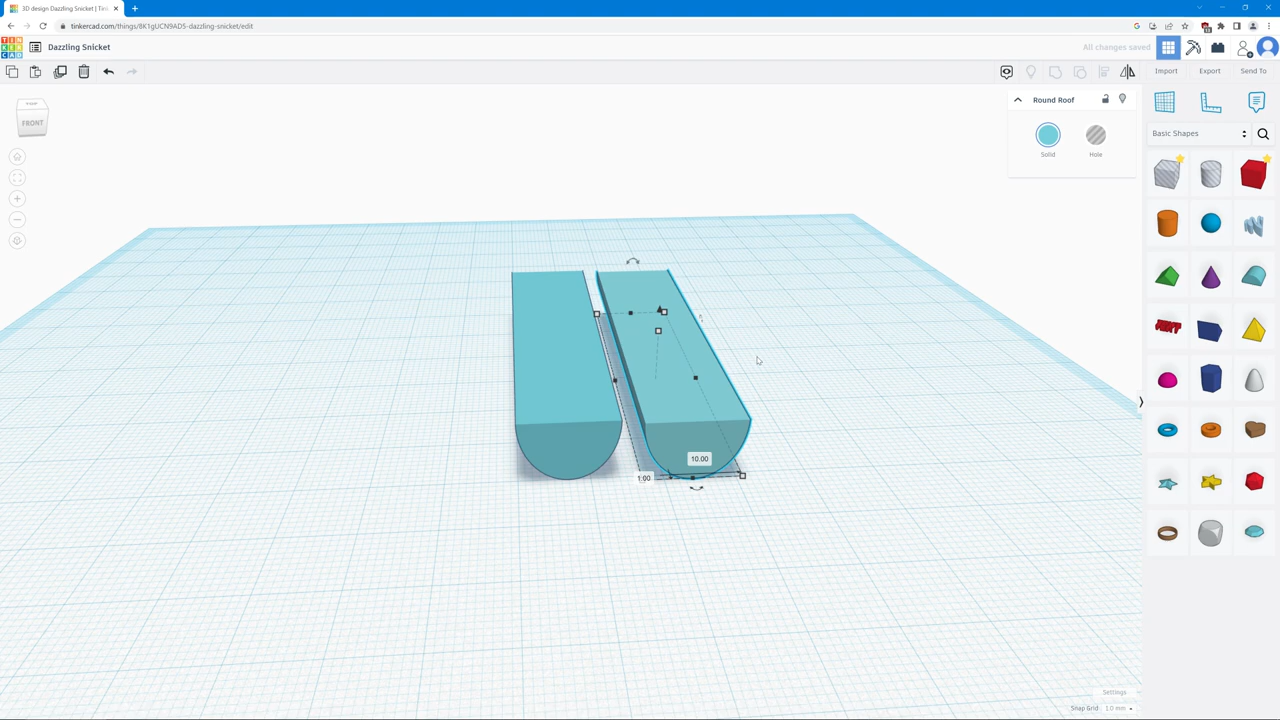 3D design Dazzling Snicket | Tin
tinkercad.com/things/8K1gUCN9AD5-dazzling-snicket/edit
TIN
KER
CAD
Dazzling Snicket
All changes saved
Import
Export
Send To
TOP
FRONT
Round Roof
Solid
Hole
Basic Shapes
TEXT
10.00
1.00
Settings
Snap Grid
1.0 mm